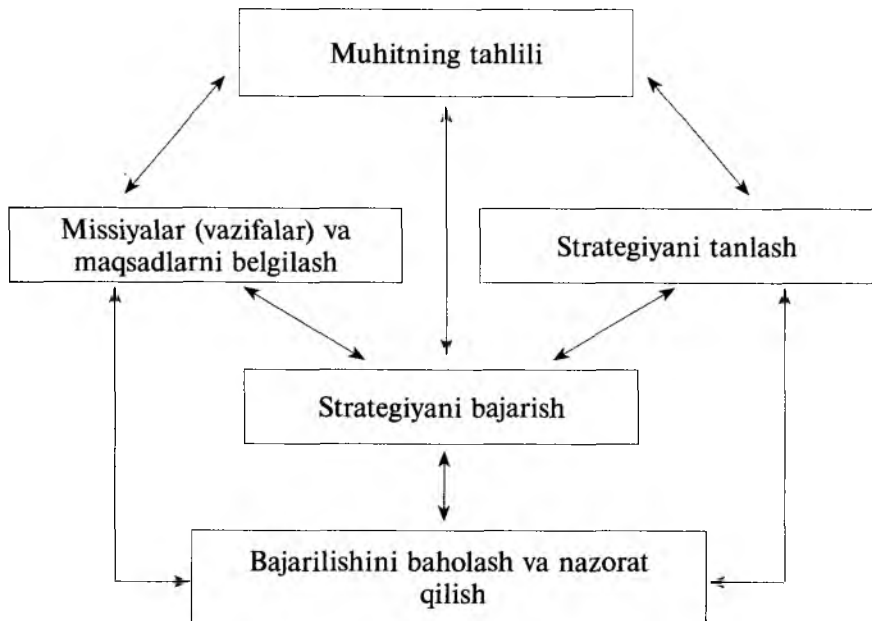 Muhitning tahlili
Missiyalar (vazifalar) va
maqsadlarni belgilash
Strategiyani tanlash
Strategiyani bajarish
Bajarilishini baholash va nazorat
qilish